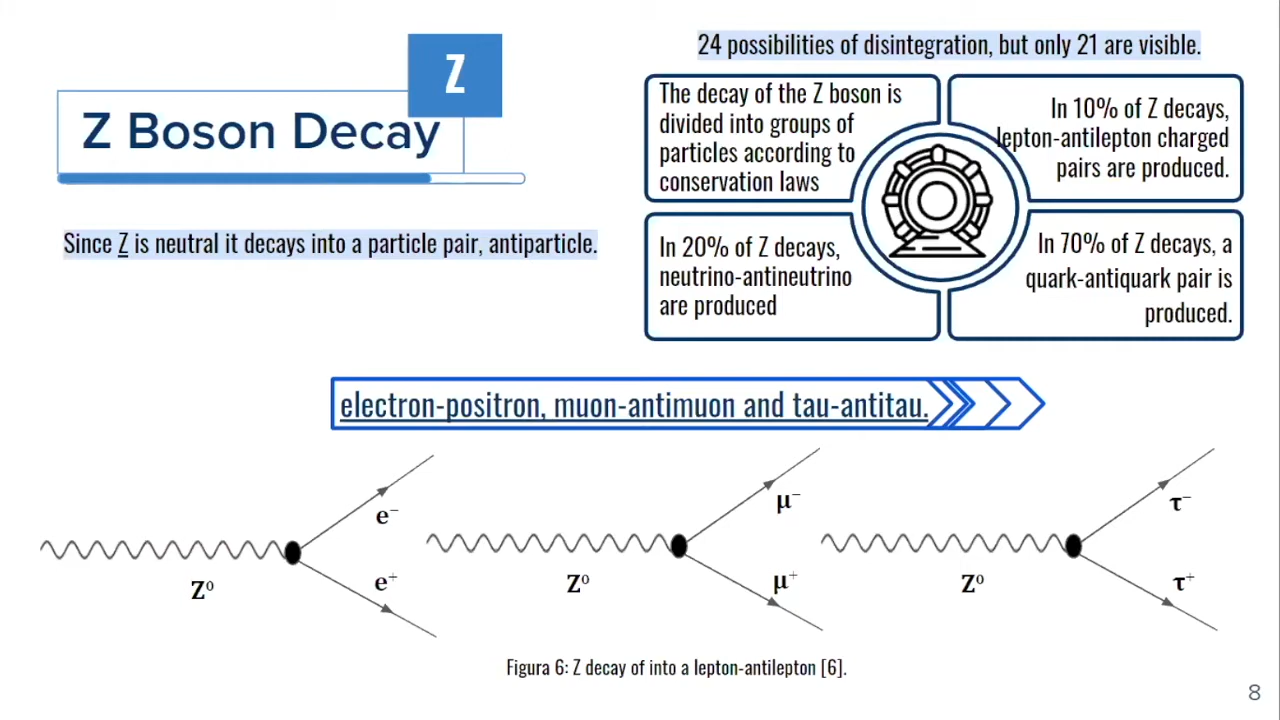 Z
Z Boson Decay
Since Z is neutral it decays into a particle pair, antiparticle.
24 possibilities of disintegration, but only 21 are visible.
The decay of the Z boson is
divided into groups of
particles according to
conservation laws
In 10% of Z decays,
lepton-antilepton charged
pairs are produced.
In 20% of Z decays,
neutrino-antineutrino
are produced
In 70% of Z decays, a
quark-antiquark pair is
produced.
electron-positron, muon-antimuon and tau-antitau.
e⁻
e⁺
Z⁰
μ⁻
μ⁺
Z⁰
τ⁻
τ⁺
Z⁰
Figura 6: Z decay of into a lepton-antilepton [6].
8